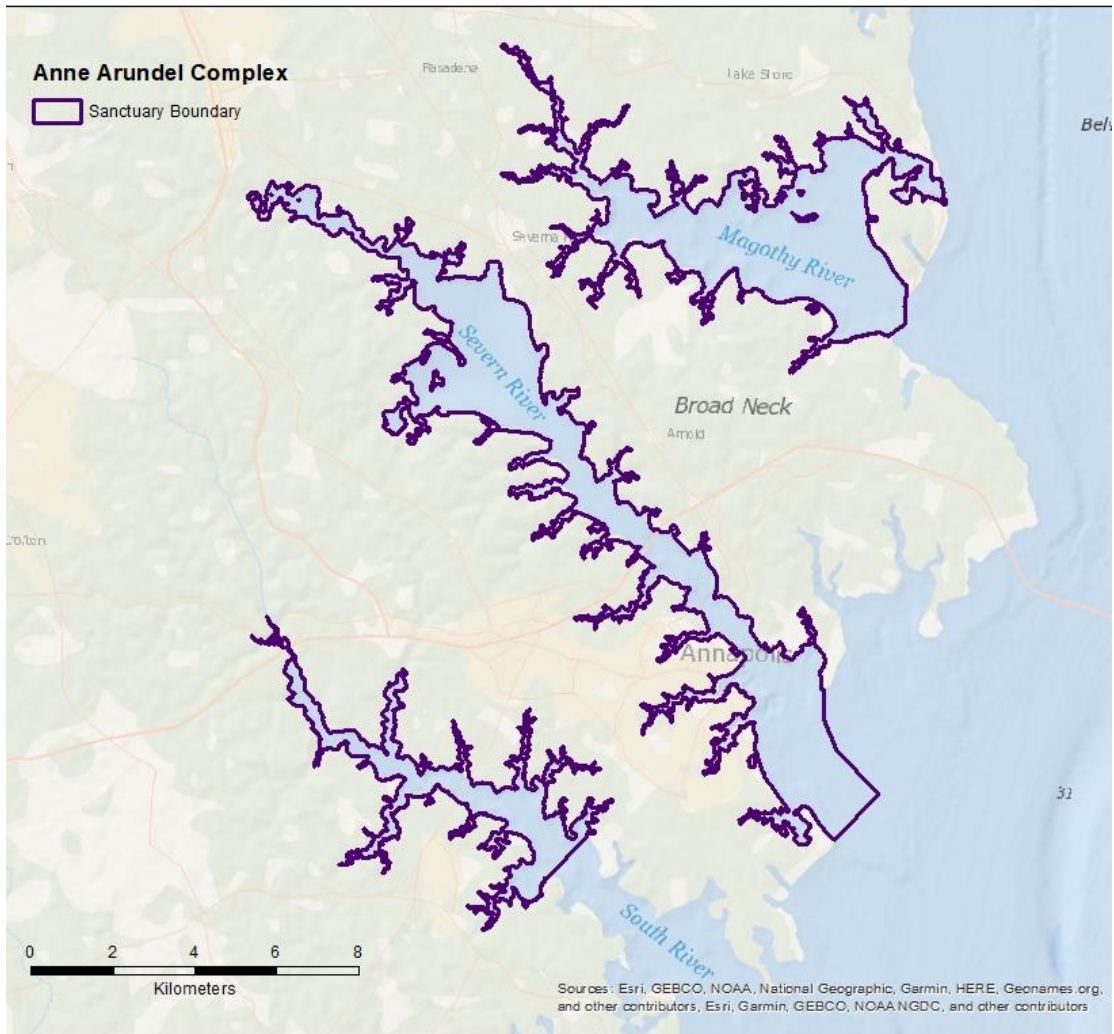 Anne Arundel Complex
Sanctuary Boundary
Pasadena
Lake Shore
Belv
Magothy River
Severna
Severn River
Broad Neck
Arnold
Annapolis
31
South River
0 2 4 6 8
Kilometers
Sources: Esri, GEBCO, NOAA, National Geographic, Garmin, HERE, Geonames.org,
and other contributors, Esri, Garmin, GEBCO, NOAA NGDC, and other contributors